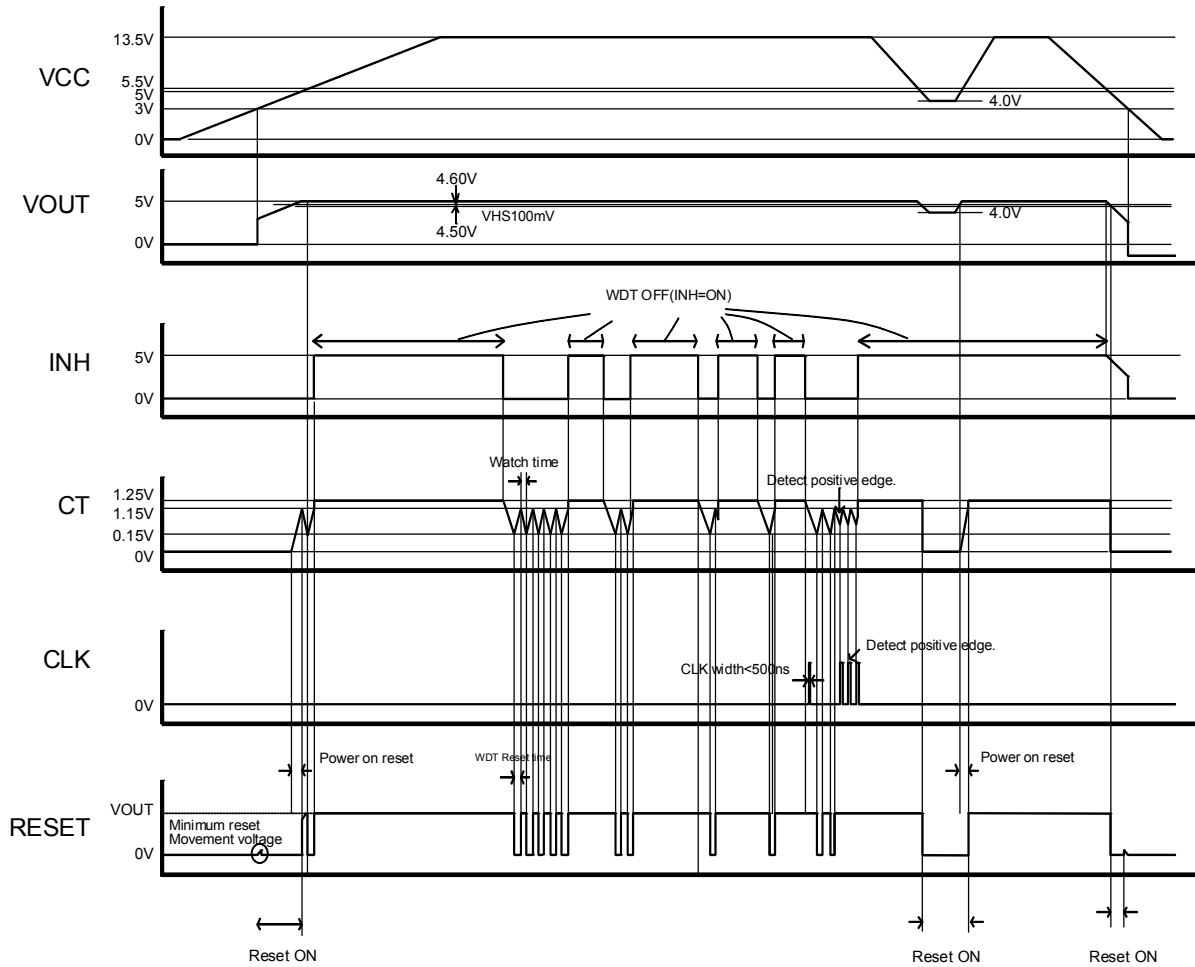 13.5V
VCC
5.5V
5V
3V
4.0V
0V
4.60V
VOUT
5V
VHS100mV
4.50V
4.0V
0V
WDT OFF(INH=ON)
INH
5V
0V
Watch time
Detect positive edge.
CT
1.25V
1.15V
0.15V
0V
CLK
Detect positive edge.
CLK width<500ns
0V
Power on reset
WDT Reset time
Power on reset
RESET
VOUT
Minimum reset
Movement voltage
0V
Reset ON
Reset ON
Reset ON